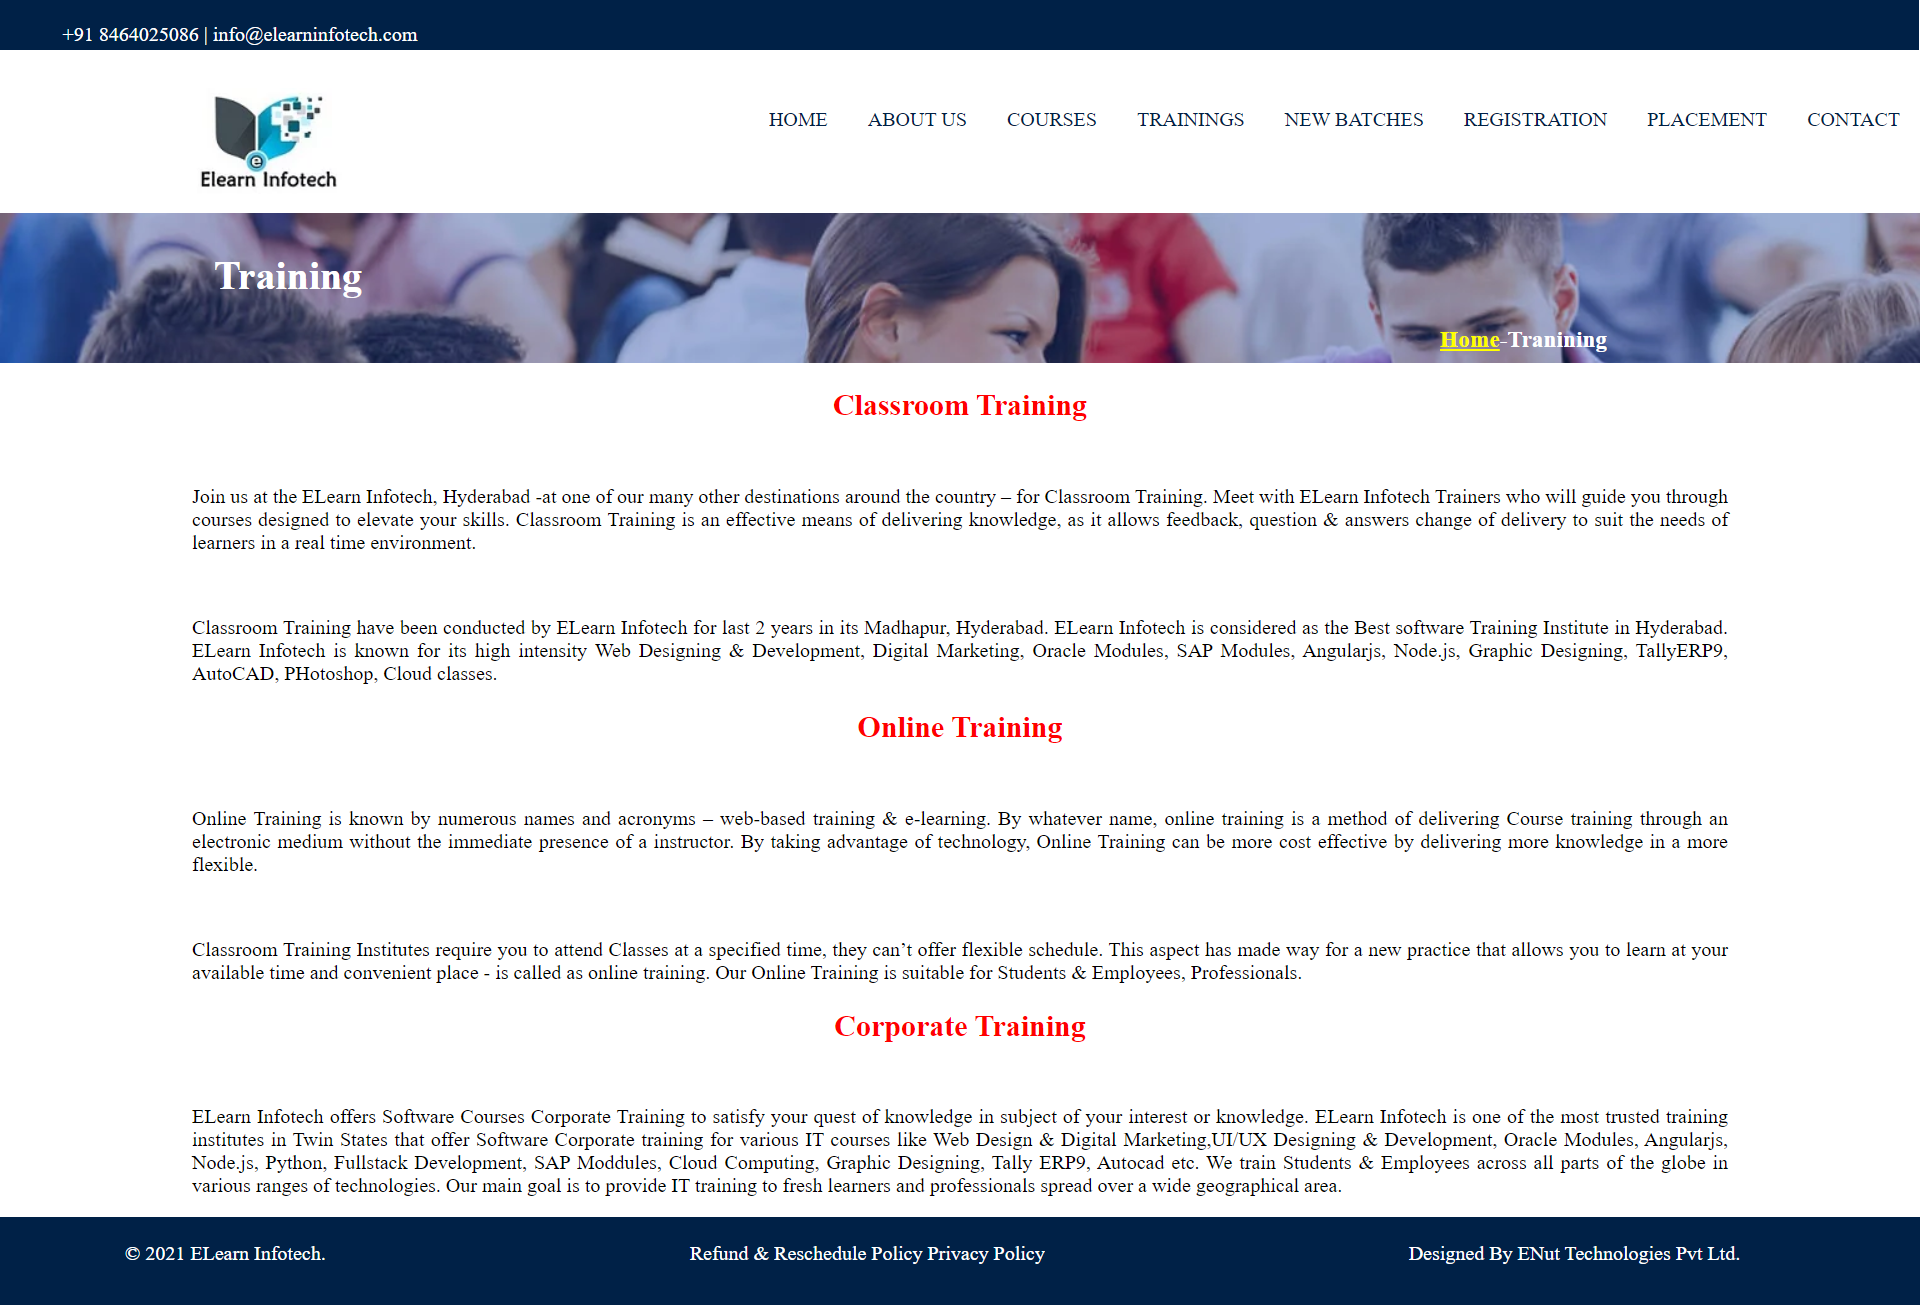 +91 8464025086 | info@elearninfotech.com
e
Elearn Infotech
HOME ABOUT US COURSES TRAININGS NEW BATCHES REGISTRATION PLACEMENT CONTACT
Training
Home-Tranining
Classroom Training
Join us at the ELearn Infotech, Hyderabad -at one of our many other destinations around the country – for Classroom Training. Meet with ELearn Infotech Trainers who will guide you through
courses designed to elevate your skills. Classroom Training is an effective means of delivering knowledge, as it allows feedback, question & answers change of delivery to suit the needs of
learners in a real time environment.
Classroom Training have been conducted by ELearn Infotech for last 2 years in its Madhapur, Hyderabad. ELearn Infotech is considered as the Best software Training Institute in Hyderabad.
ELearn Infotech is known for its high intensity Web Designing & Development, Digital Marketing, Oracle Modules, SAP Modules, Angularjs, Node.js, Graphic Designing, TallyERP9,
AutoCAD, PHotoshop, Cloud classes.
Online Training
Online Training is known by numerous names and acronyms – web-based training & e-learning. By whatever name, online training is a method of delivering Course training through an
electronic medium without the immediate presence of a instructor. By taking advantage of technology, Online Training can be more cost effective by delivering more knowledge in a more
flexible.
Classroom Training Institutes require you to attend Classes at a specified time, they can’t offer flexible schedule. This aspect has made way for a new practice that allows you to learn at your
available time and convenient place - is called as online training. Our Online Training is suitable for Students & Employees, Professionals.
Corporate Training
ELearn Infotech offers Software Courses Corporate Training to satisfy your quest of knowledge in subject of your interest or knowledge. ELearn Infotech is one of the most trusted training
institutes in Twin States that offer Software Corporate training for various IT courses like Web Design & Digital Marketing,UI/UX Designing & Development, Oracle Modules, Angularjs,
Node.js, Python, Fullstack Development, SAP Moddules, Cloud Computing, Graphic Designing, Tally ERP9, Autocad etc. We train Students & Employees across all parts of the globe in
various ranges of technologies. Our main goal is to provide IT training to fresh learners and professionals spread over a wide geographical area.
© 2021 ELearn Infotech. Refund & Reschedule Policy Privacy Policy Designed By ENut Technologies Pvt Ltd.